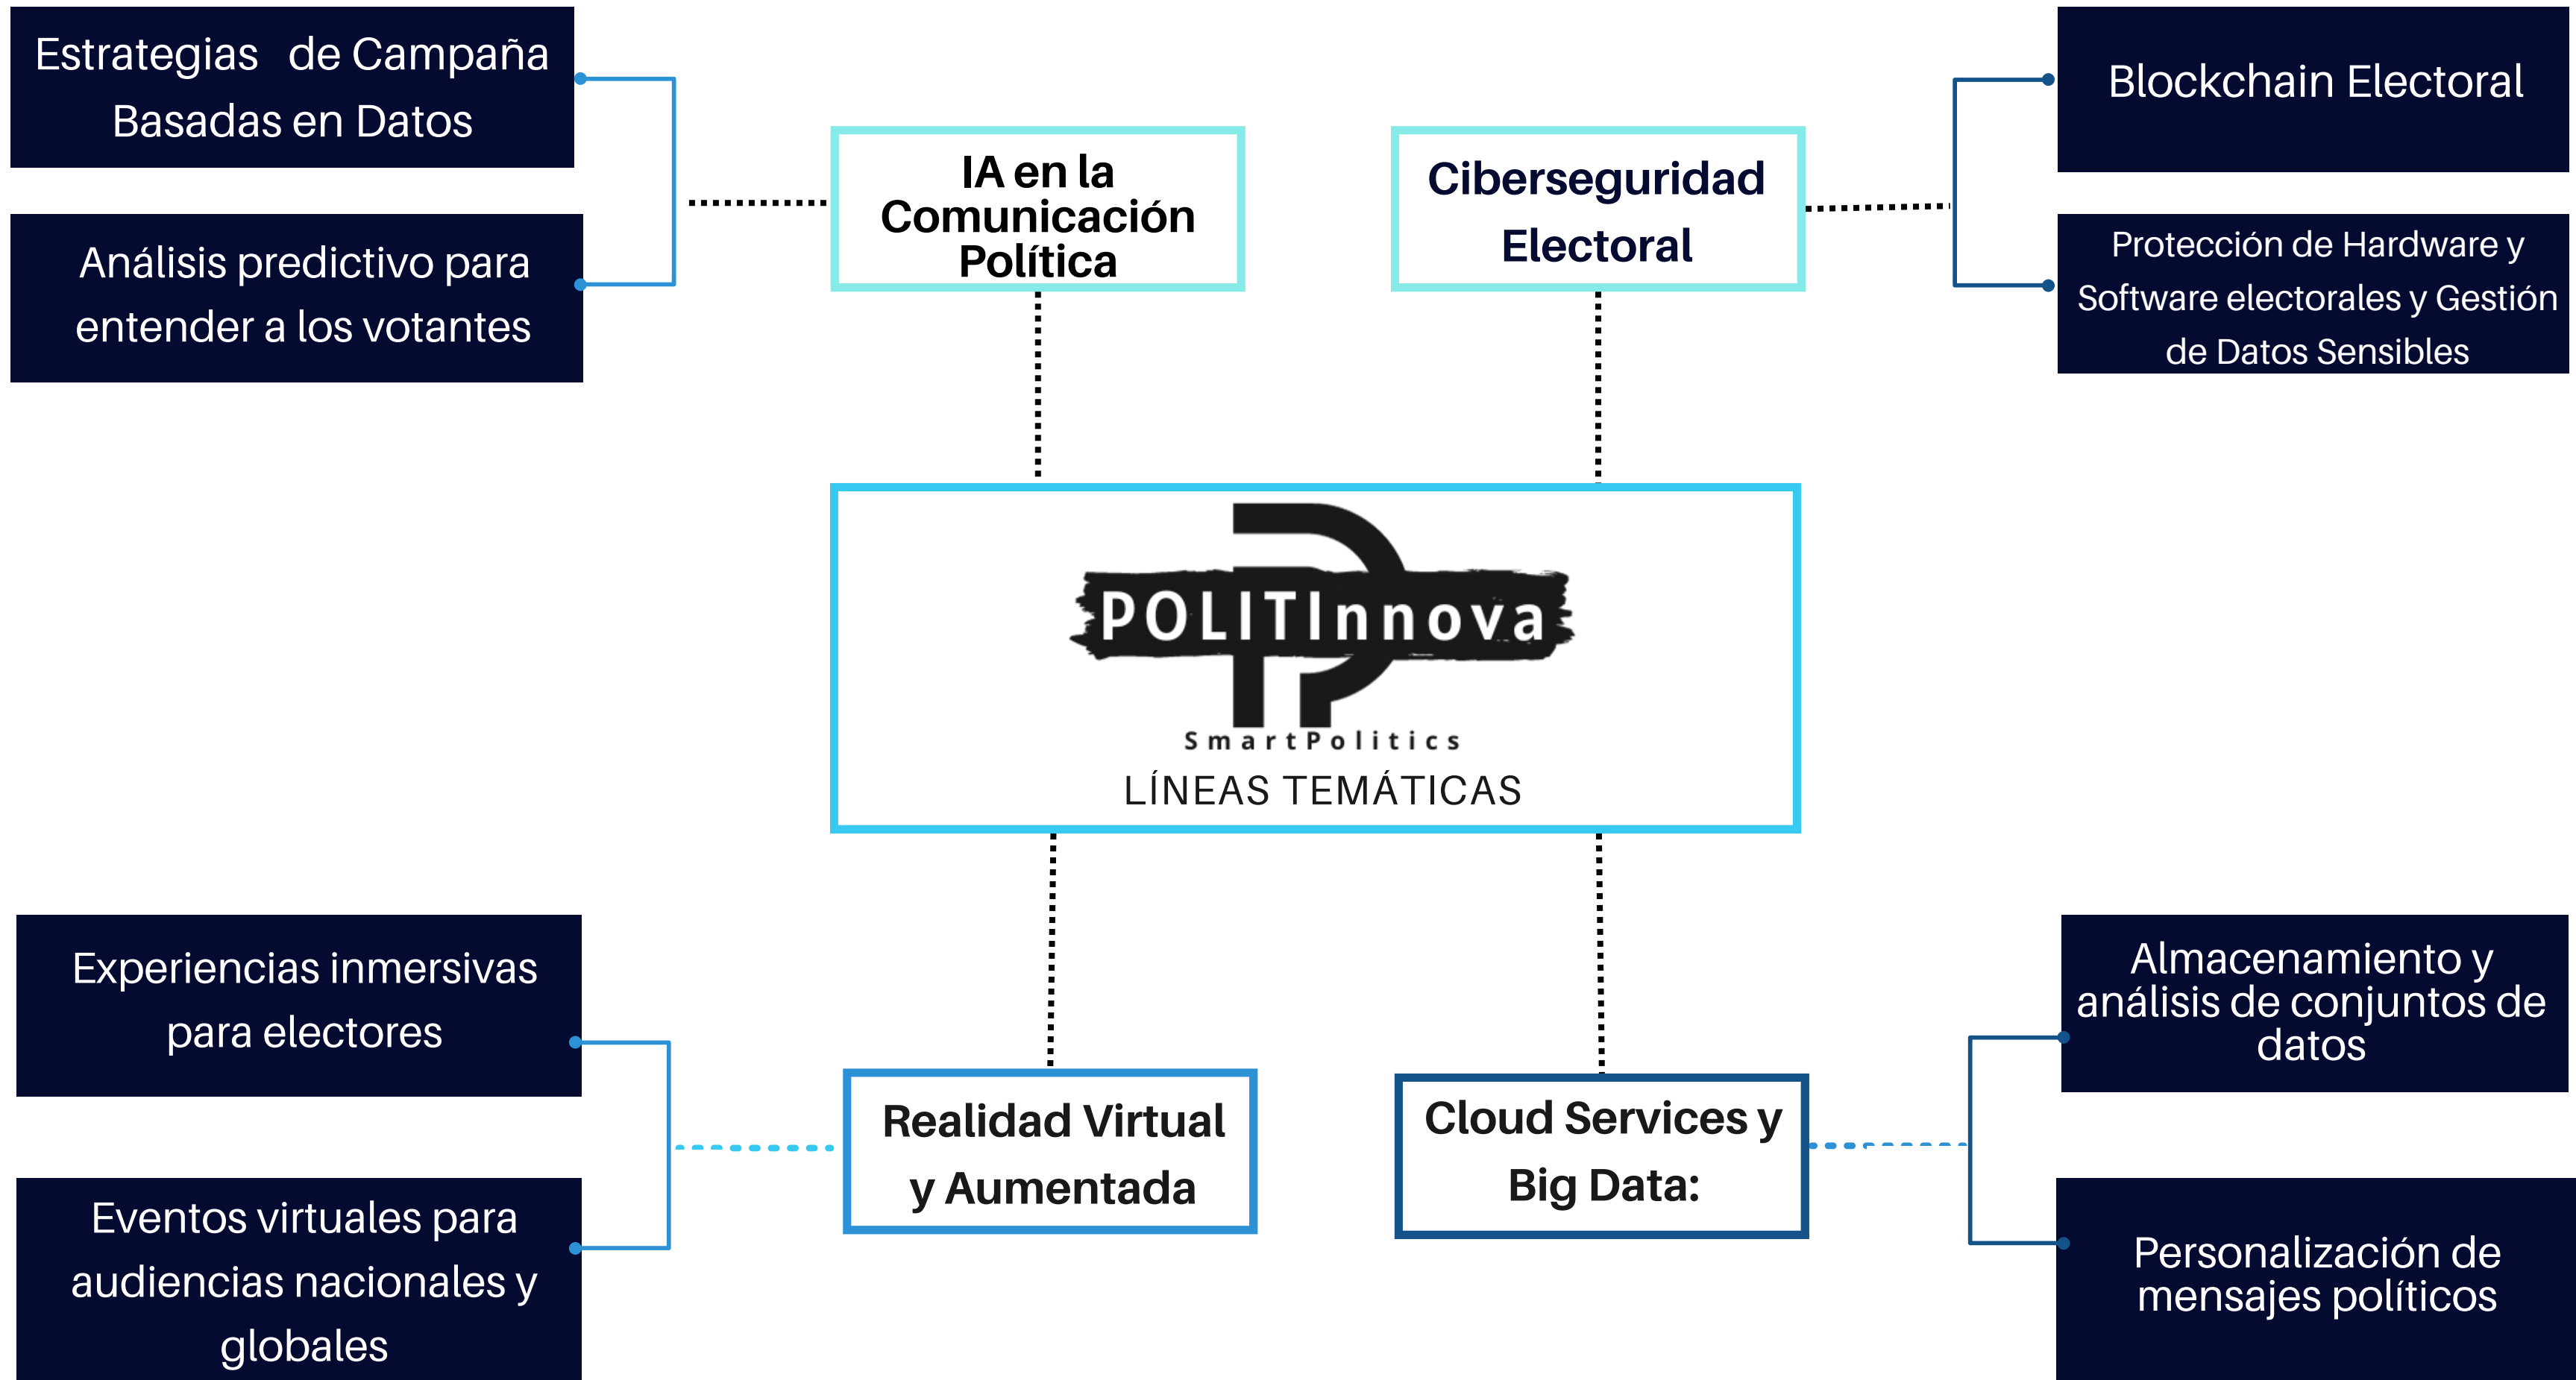 Estrategias de Campaña
Basadas en Datos
Análisis predictivo para
entender a los votantes
IA en la
Comunicación
Política
Ciberseguridad
Electoral
Blockchain Electoral
Protección de Hardware y
Software electorales y Gestión
de Datos Sensibles
POLITInnova
SmartPolitics
LÍNEAS TEMÁTICAS
Experiencias inmersivas
para electores
Eventos virtuales para
audiencias nacionales y
globales
Realidad Virtual
y Aumentada
Cloud Services y
Big Data:
Almacenamiento y
análisis de conjuntos de
datos
Personalización de
mensajes políticos